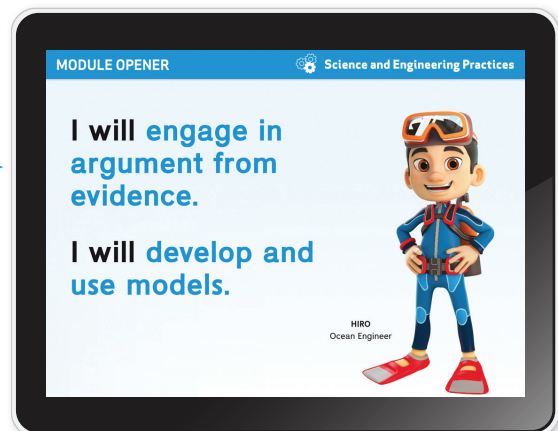 MODULE OPENER
Science and Engineering Practices
I will engage in
argument from
evidence.
I will develop and
use models.
HIRO
Ocean Engineer